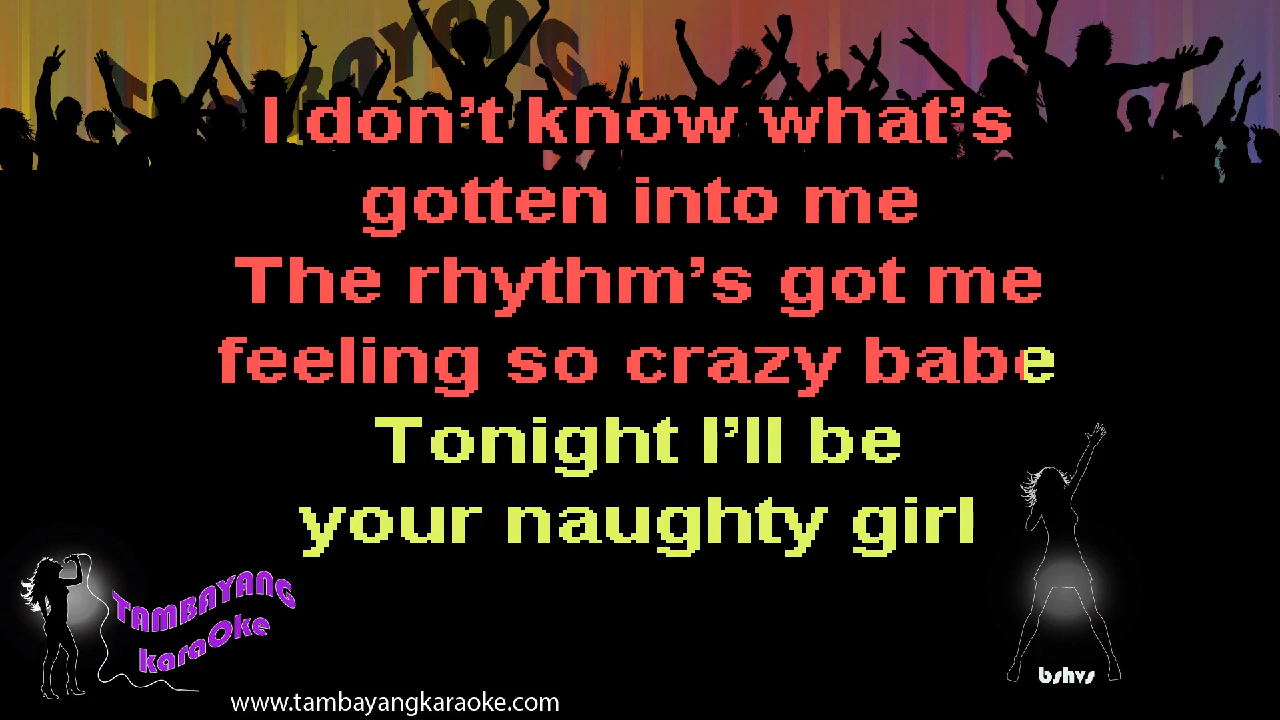 TAMBAYANG
I don't know what's
gotten into me
The rhythm's got me
feeling so crazy babe
Tonight I'll be
your naughty girl
TAMBAYANG
karaOke
bshvs
www.tambayangkaraoke.com